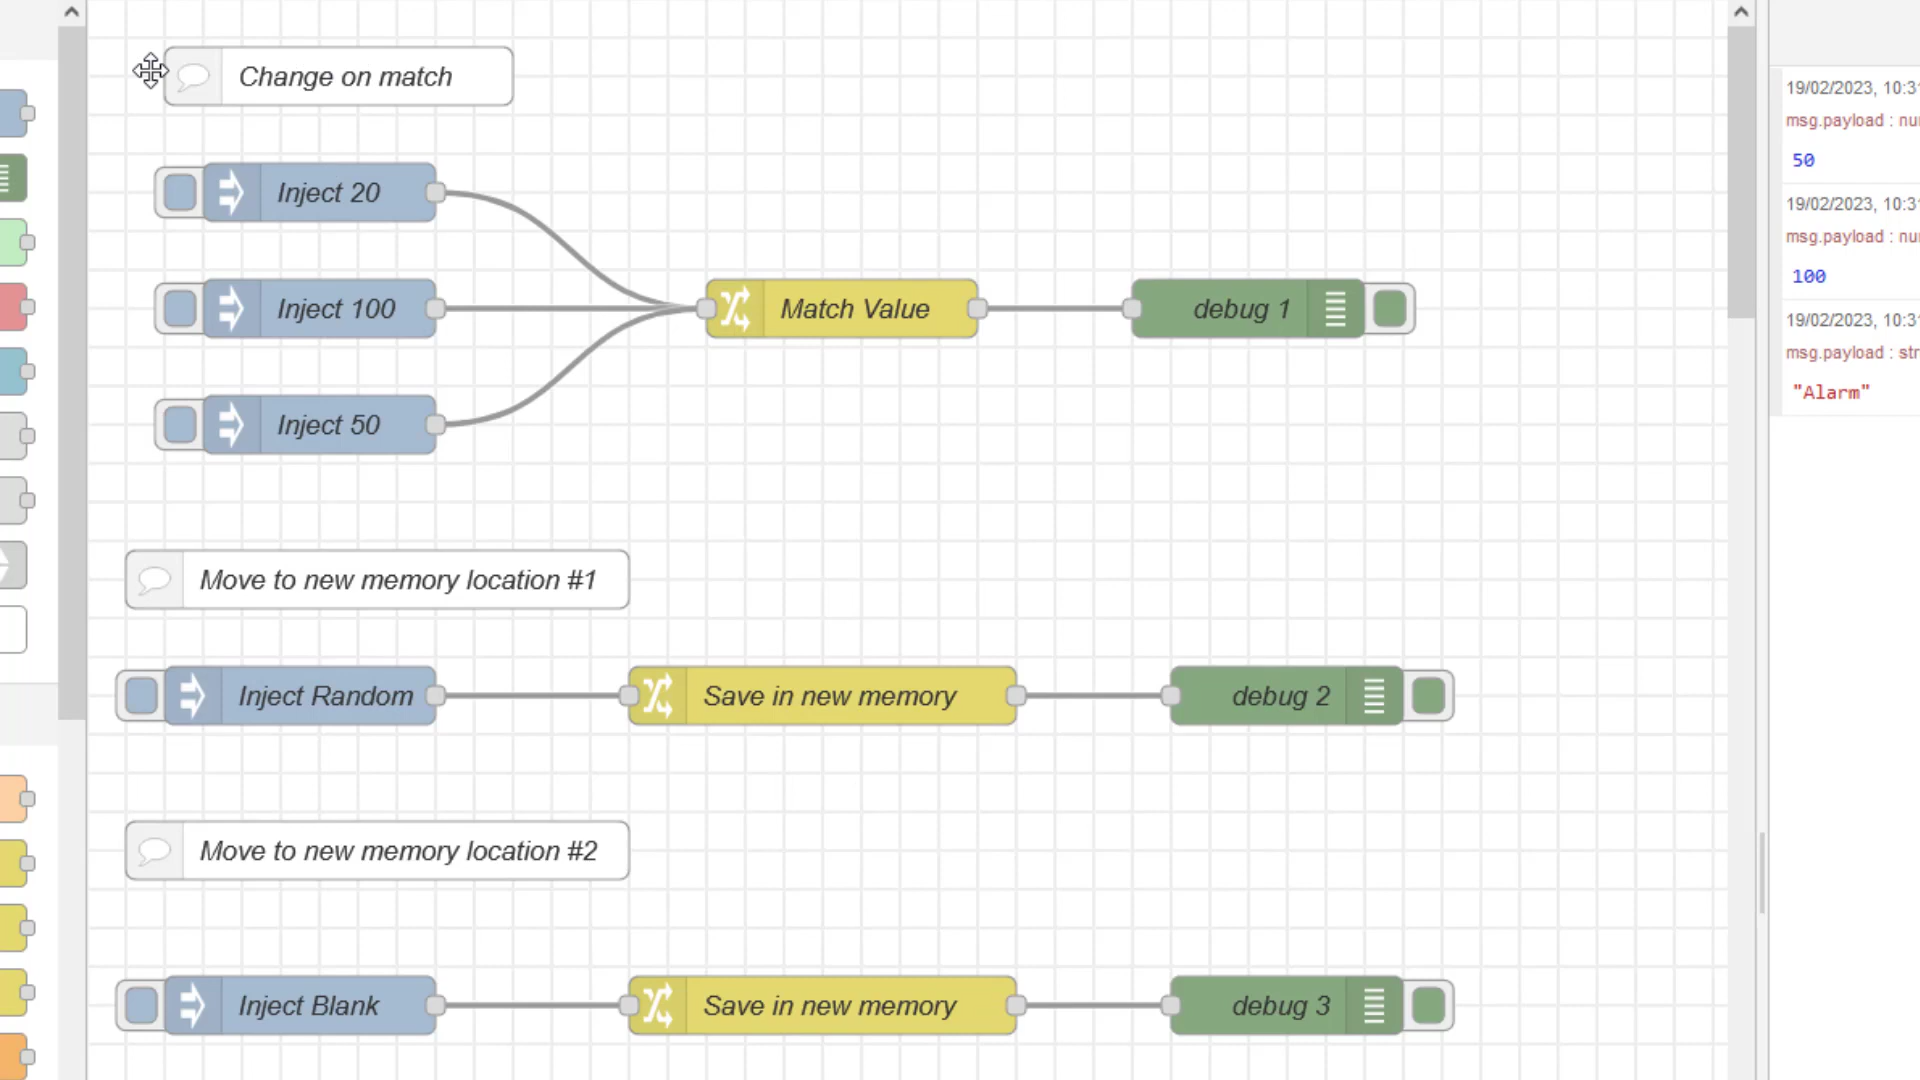 Change on match
Inject 20
Inject 100
Match Value
debug 1
Inject 50
Move to new memory location #1
Inject Random
Save in new memory
debug 2
Move to new memory location #2
Inject Blank
Save in new memory
debug 3
19/02/2023, 10:31
msg.payload : nu
50
19/02/2023, 10:31
msg.payload : nu
100
19/02/2023, 10:31
msg.payload : str
"Alarm"